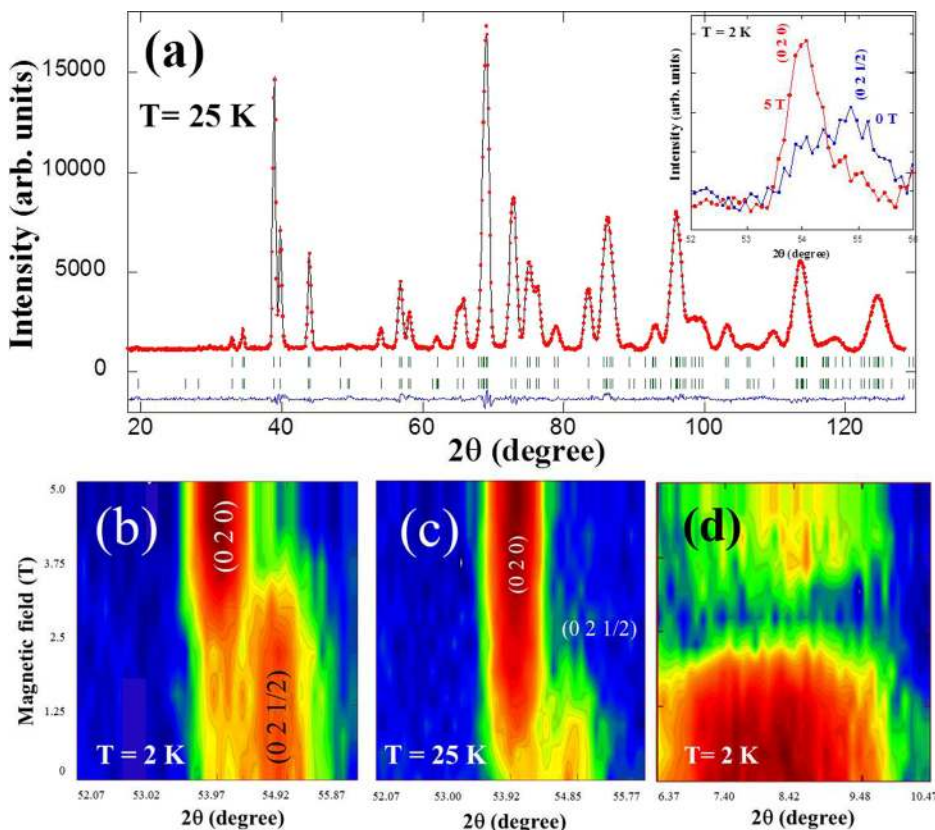 (a)
T= 25 K
Intensity (arb. units)
15000
10000
5000
0
20 40 60 80 100 120
2θ (degree)
T = 2 K
(0 2 0)
(0 2 1/2)
5 T
0 T
Intensity (arb. units)
52 53 54 55 56
2θ (degree)
(b)
(0 2 0)
(0 2 1/2)
T = 2 K
Magnetic field (T)
5.0
3.75
2.5
1.25
0
52.07 53.02 53.97 54.92 55.87
2θ (degree)
(c)
(0 2 0)
(0 2 1/2)
T = 25 K
52.07 53.00 53.92 54.85 55.77
2θ (degree)
(d)
T= 2 K
6.37 7.40 8.42 9.48 10.47
2θ (degree)